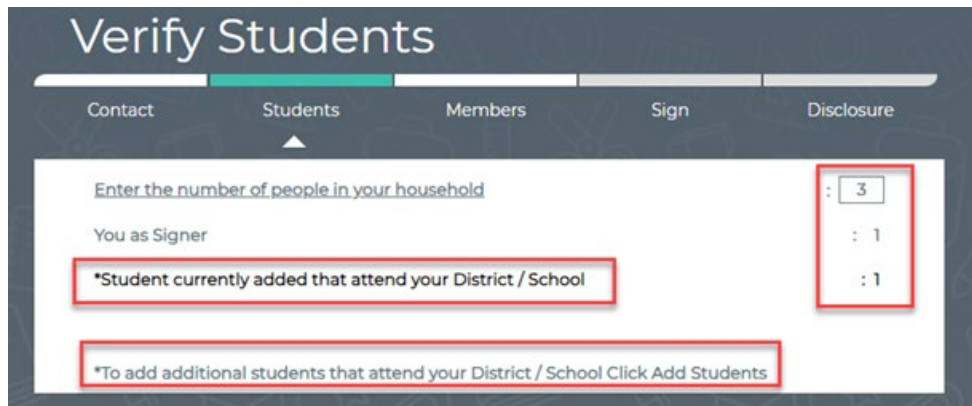 Verify Students
Contact Students Members Sign Disclosure
Enter the number of people in your household : 3
You as Signer : 1
*Student currently added that attend your District / School : 1
*To add additional students that attend your District / School Click Add Students